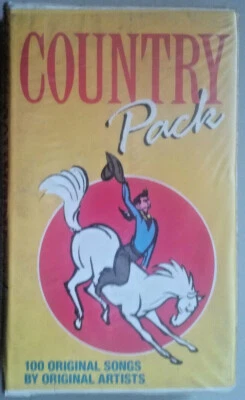 COUNTRY
Pack
100 ORIGINAL SONGS
BY ORIGINAL ARTISTS